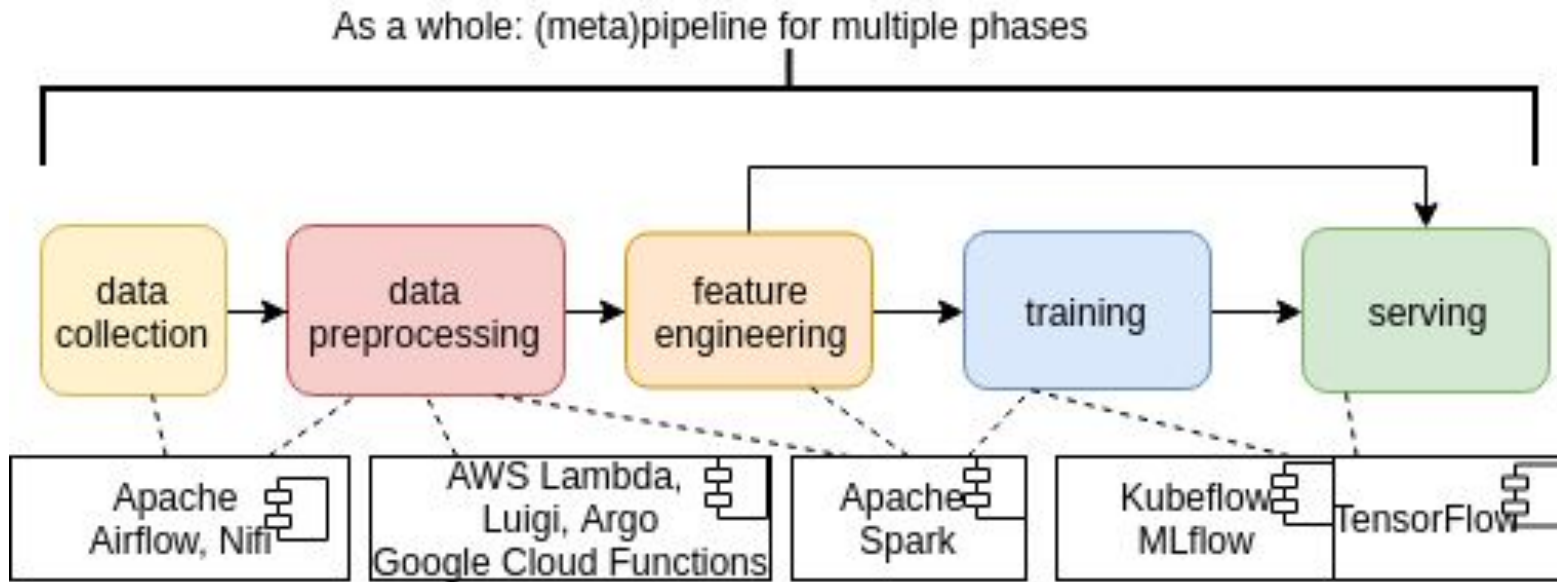 As a whole: (meta)pipeline for multiple phases
data
collection
data
preprocessing
feature
engineering
training
serving
Apache
Airflow, Nifi
AWS Lambda,
Luigi, Argo
Google Cloud Functions
Apache
Spark
Kubeflow
MLflow
TensorFlow